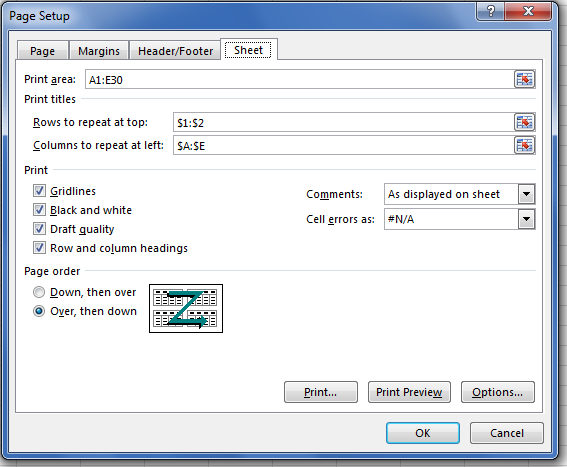 Page Setup
?
Page Margins Header/Footer Sheet
Print area: A1:E30
Print titles
Rows to repeat at top: $1:$2
Columns to repeat at left: $A:$E
Print
Gridlines Comments: As displayed on sheet
Black and white Cell errors as: #N/A
Draft quality
Row and column headings
Page order
Down, then over
Over, then down
Print... Print Preview Options...
OK Cancel